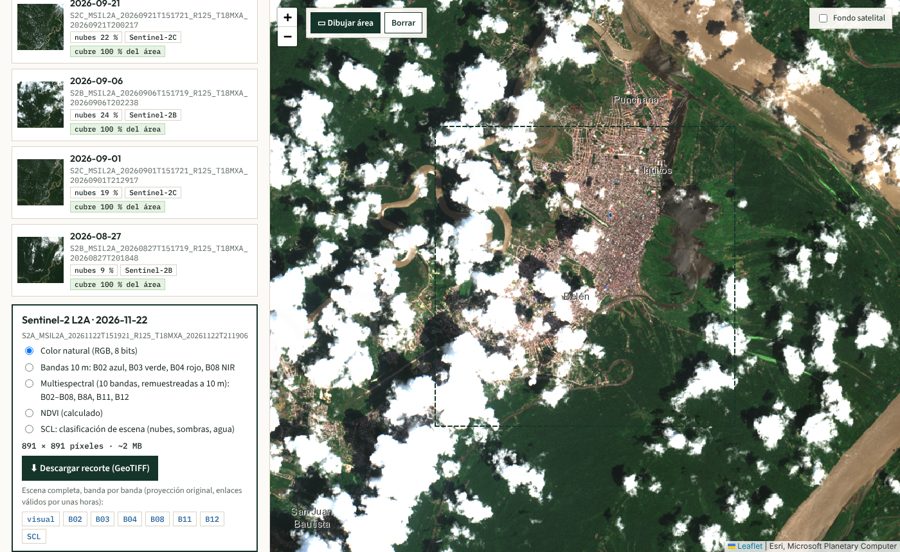 2026-09-21
S2C_MSIL2A_20260921T151721_R125_T18MXA_
20260921T200217
nubes 22 %
Sentinel-2C
cubre 100 % del área
2026-09-06
S2B_MSIL2A_20260906T151719_R125_T18MXA_
20260906T202238
nubes 24 %
Sentinel-2B
cubre 100 % del área
2026-09-01
S2C_MSIL2A_20260901T151719_R125_T18MXA_
20260901T212917
nubes 19 %
Sentinel-2C
cubre 100 % del área
2026-08-27
S2B_MSIL2A_20260827T151719_R125_T18MXA_
20260827T201848
nubes 9 %
Sentinel-2B
cubre 100 % del área
Sentinel-2 L2A · 2026-11-22
S2A_MSIL2A_20261122T151921_R125_T18MXA_20261122T211906
Color natural (RGB, 8 bits)
Bandas 10 m: B02 azul, B03 verde, B04 rojo, B08 NIR
Multiespectral (10 bandas, remuestreadas a 10 m):
B02–B08, B8A, B11, B12
NDVI (calculado)
SCL: clasificación de escena (nubes, sombras, agua)
891 × 891 píxeles · ~2 MB
⬇ Descargar recorte (GeoTIFF)
Escena completa, banda por banda (proyección original, enlaces
válidos por unas horas):
visual B02 B03 B04 B08 B11 B12
SCL
+
−
▭ Dibujar área
Borrar
Fondo satelital
Punchana
Iquitos
Belén
San Juan
Bautista
Leaflet | Esri, Microsoft Planetary Computer